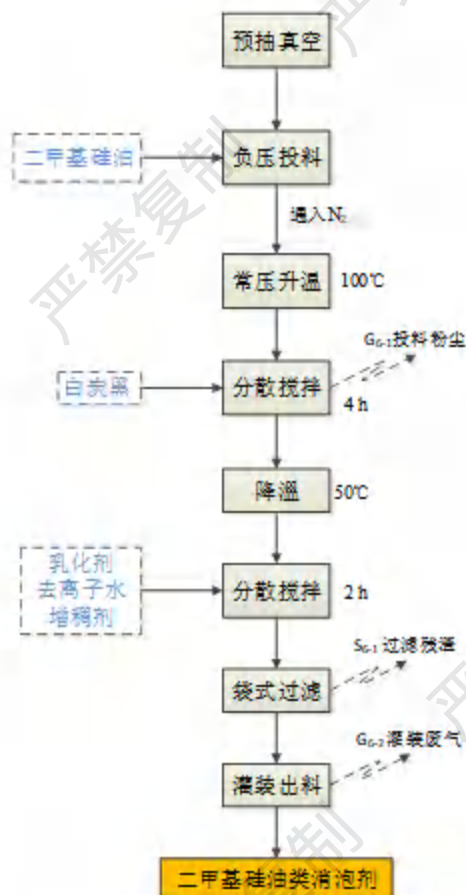 预抽真空
二甲基硅油
负压投料
通入N₂
常压升温
100℃
G₆₋₁投料粉尘
白炭黑
分散搅拌
4 h
降温
50℃
乳化剂
去离子水
增稠剂
分散搅拌
2 h
S₆₋₁过滤残渣
袋式过滤
G₆₋₂灌装废气
灌装出料
二甲基硅油类消泡剂
严禁复制